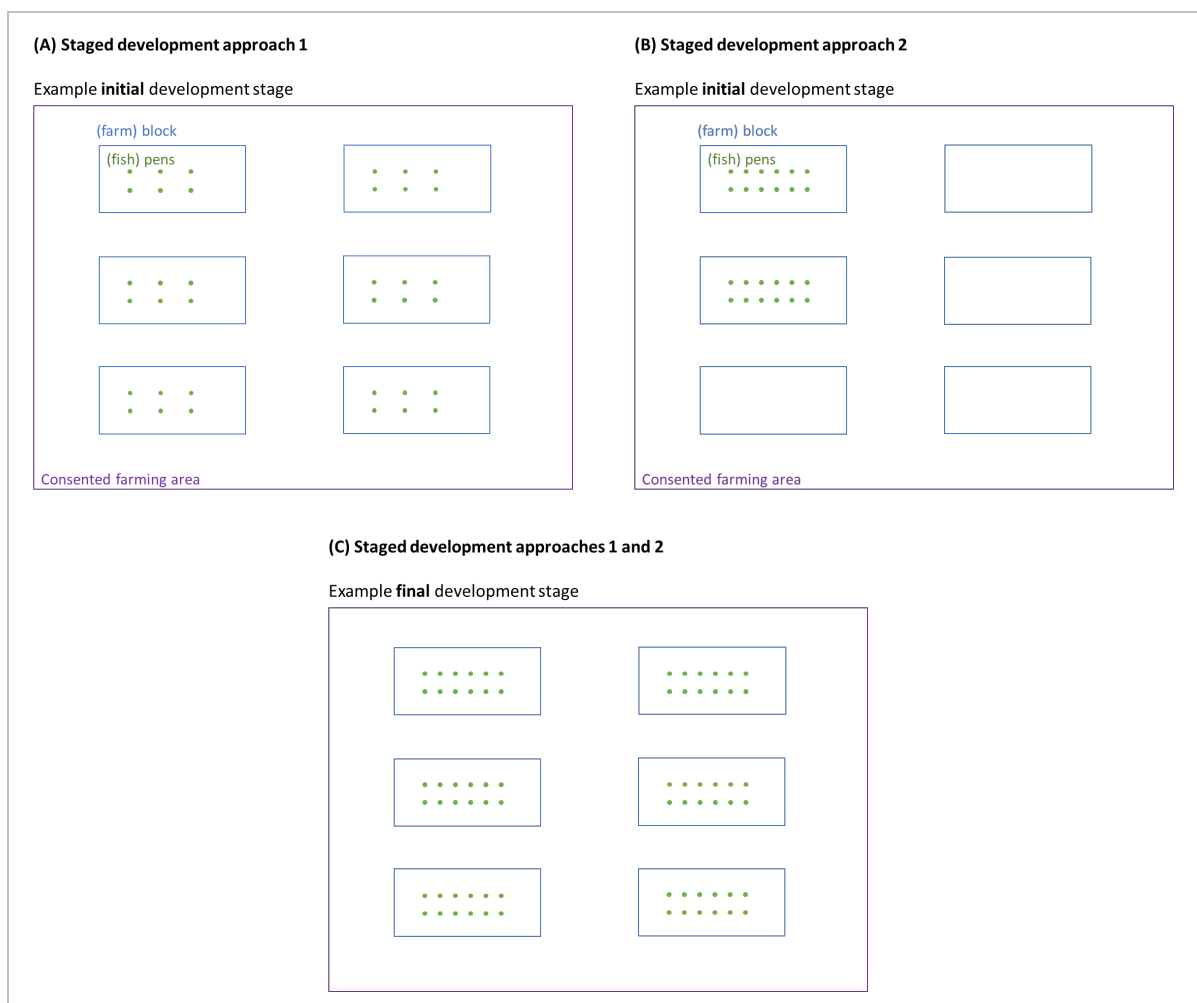 (A) Staged development approach 1
Example initial development stage
(farm) block
(fish) pens
Consented farming area
(B) Staged development approach 2
Example initial development stage
(farm) block
(fish) pens
Consented farming area
(C) Staged development approaches 1 and 2
Example final development stage